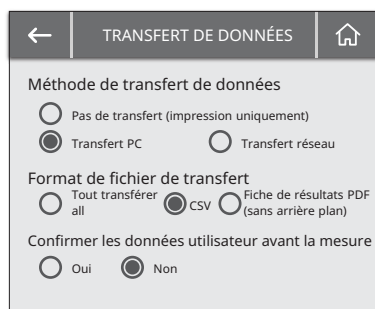 TRANSFERT DE DONNÉES
Méthode de transfert de données
Pas de transfert (impression uniquement)
Transfert PC
Transfert réseau
Format de fichier de transfert
Tout transférer
all
CSV
Fiche de résultats PDF
(sans arrière plan)
Confirmer les données utilisateur avant la mesure
Oui
Non